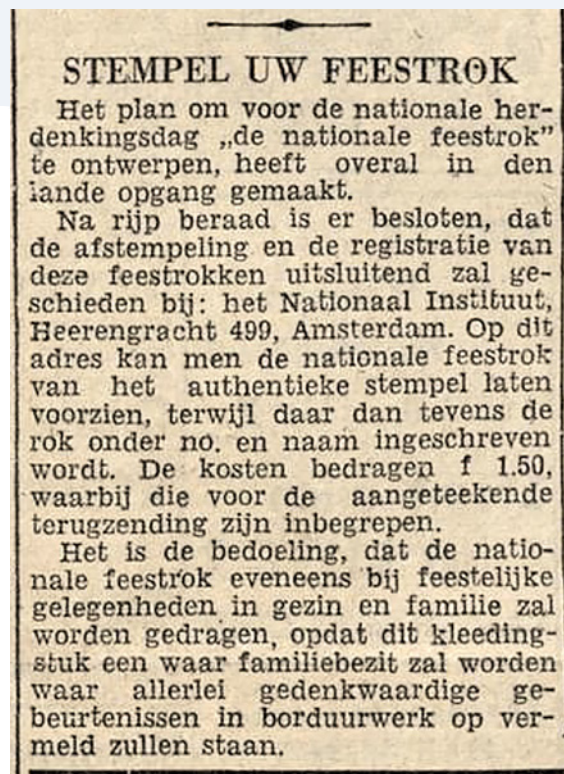 STEMPEL UW FEESTROK
Het plan om voor de nationale her-
denkingsdag „de nationale feestrok”
te ontwerpen, heeft overal in den
lande opgang gemaakt.
Na rijp beraad is er besloten, dat
de afstempeling en de registratie van
deze feestrokken uitsluitend zal ge-
schieden bij: het Nationaal Instituut,
Heerengracht 499, Amsterdam. Op dit
adres kan men de nationale feestrok
van het authentieke stempel laten
voorzien, terwijl daar dan tevens de
rok onder no. en naam ingeschreven
wordt. De kosten bedragen f 1.50,
waarbij die voor de aangeteekende
terugzending zijn inbegrepen.
Het is de bedoeling, dat de natio-
nale feestrok eveneens bij feestelijke
gelegenheden in gezin en familie zal
worden gedragen, opdat dit kleeding-
stuk een waar familiebezit zal worden
waar allerlei gedenkwaardige ge-
beurtenissen in borduurwerk op ver-
meld zullen staan.